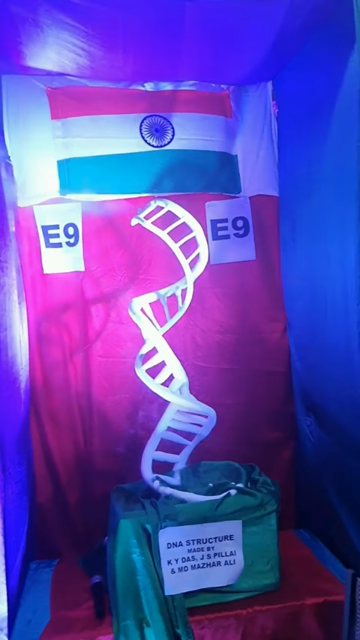 E9
E9
DNA STRUCTURE
MADE BY
K Y DAS, J S PILLAI
& MD MAZHAR ALI